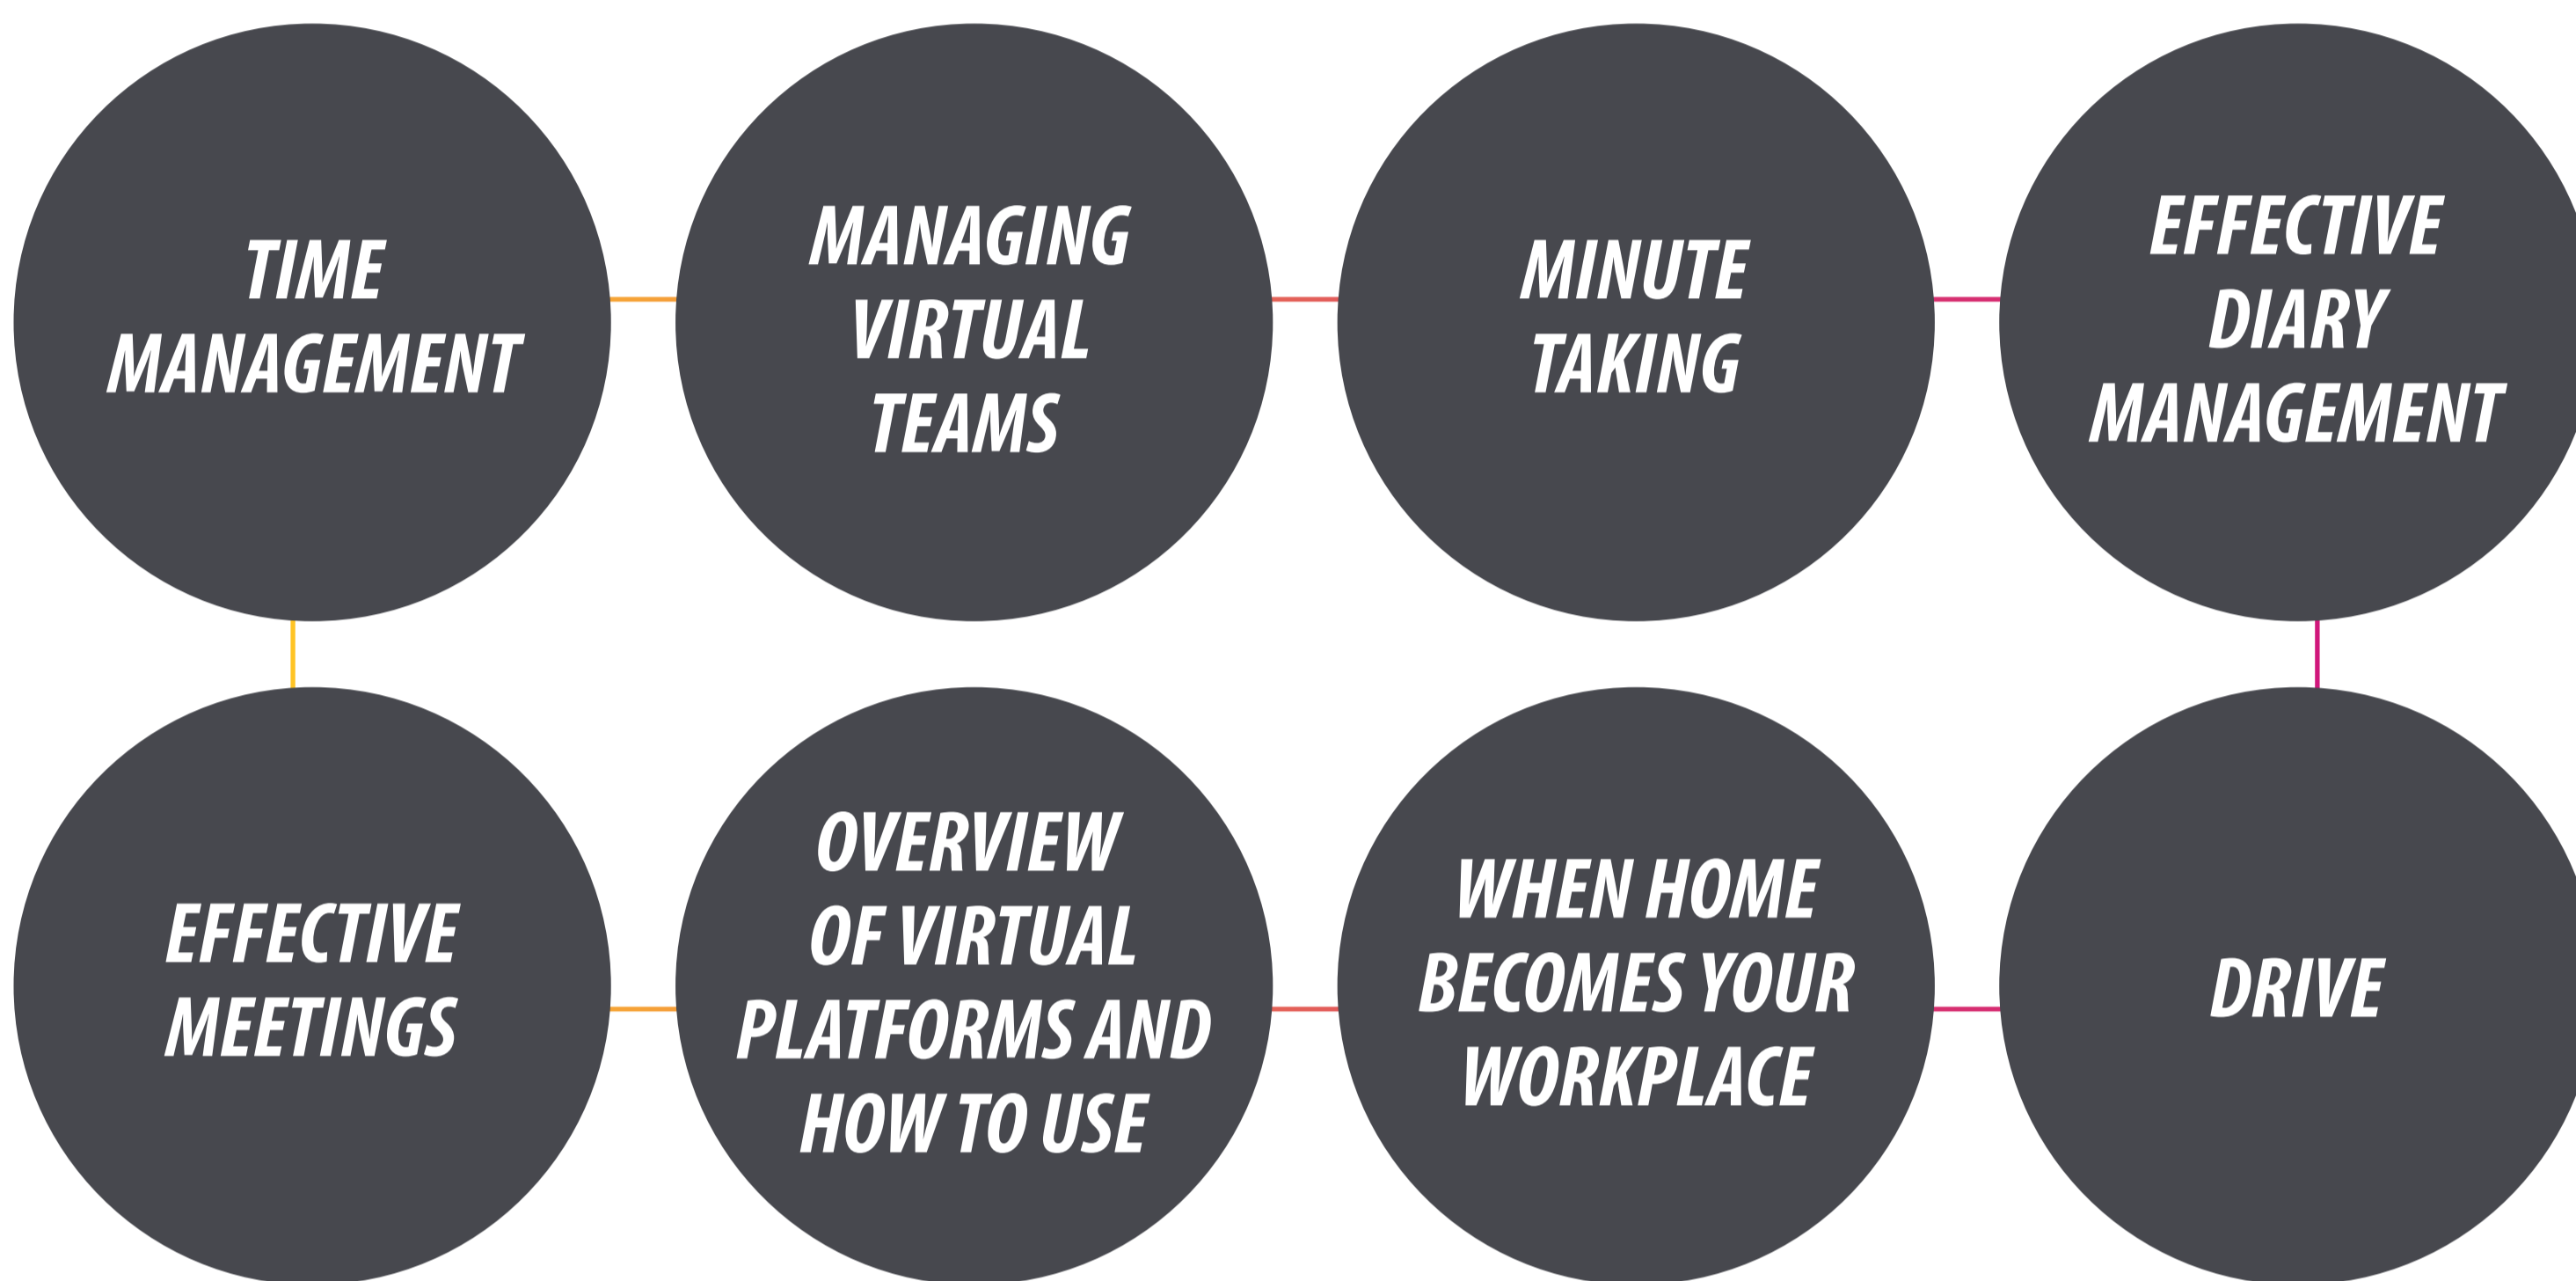 TIME
MANAGEMENT
MANAGING
VIRTUAL
TEAMS
MINUTE
TAKING
EFFECTIVE
DIARY
MANAGEMENT
EFFECTIVE
MEETINGS
OVERVIEW
OF VIRTUAL
PLATFORMS AND
HOW TO USE
WHEN HOME
BECOMES YOUR
WORKPLACE
DRIVE